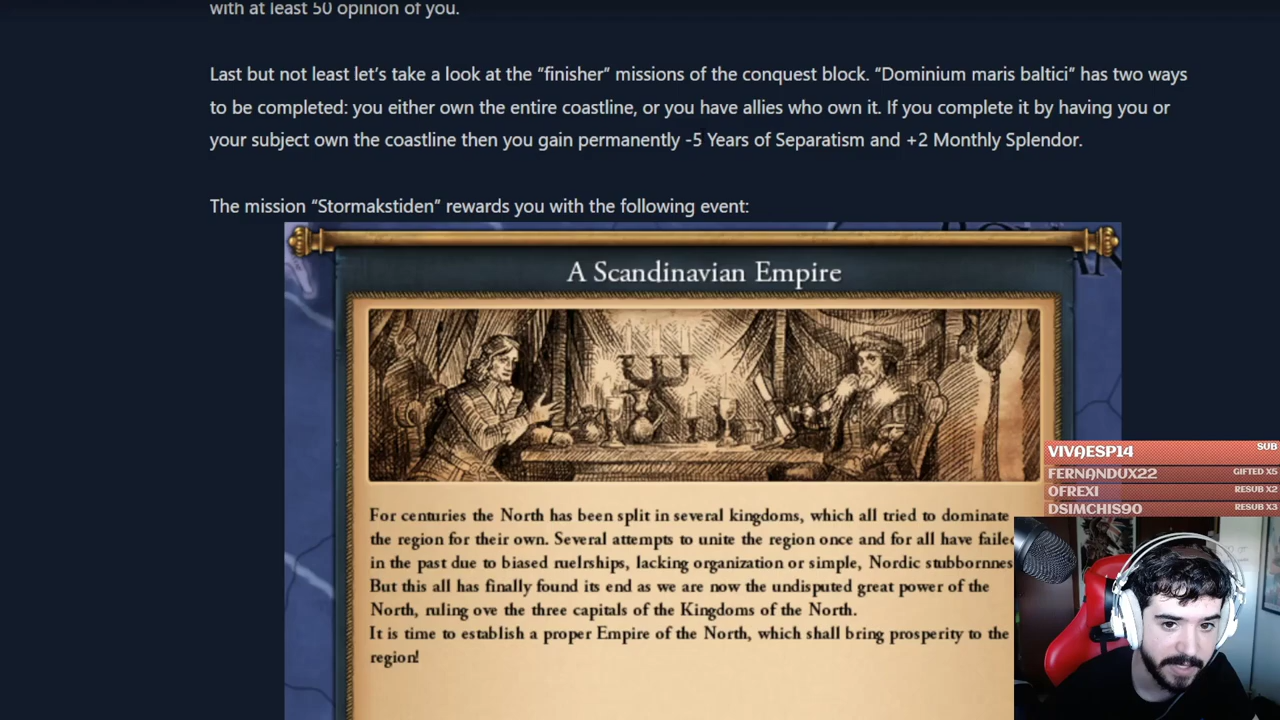 with at least 50 opinion of you.
Last but not least let’s take a look at the “finisher” missions of the conquest block. “Dominium maris baltici” has two ways
to be completed: you either own the entire coastline, or you have allies who own it. If you complete it by having you or
your subject own the coastline then you gain permanently -5 Years of Separatism and +2 Monthly Splendor.
The mission “Stormakstiden” rewards you with the following event:
A Scandinavian Empire
For centuries the North has been split in several kingdoms, which all tried to dominate
the region for their own. Several attempts to unite the region once and for all have failed
in the past due to biased ruelrships, lacking organization or simple, Nordic stubbornnes
But this all has finally found its end as we are now the undisputed great power of the
North, ruling ove the three capitals of the Kingdoms of the North.
It is time to establish a proper Empire of the North, which shall bring prosperity to the
region!
VIVAESP14 SUB
FERNANDUX22 GIFTED X5
OFREXI RESUB X2
DSIMCHIS90 RESUB X3